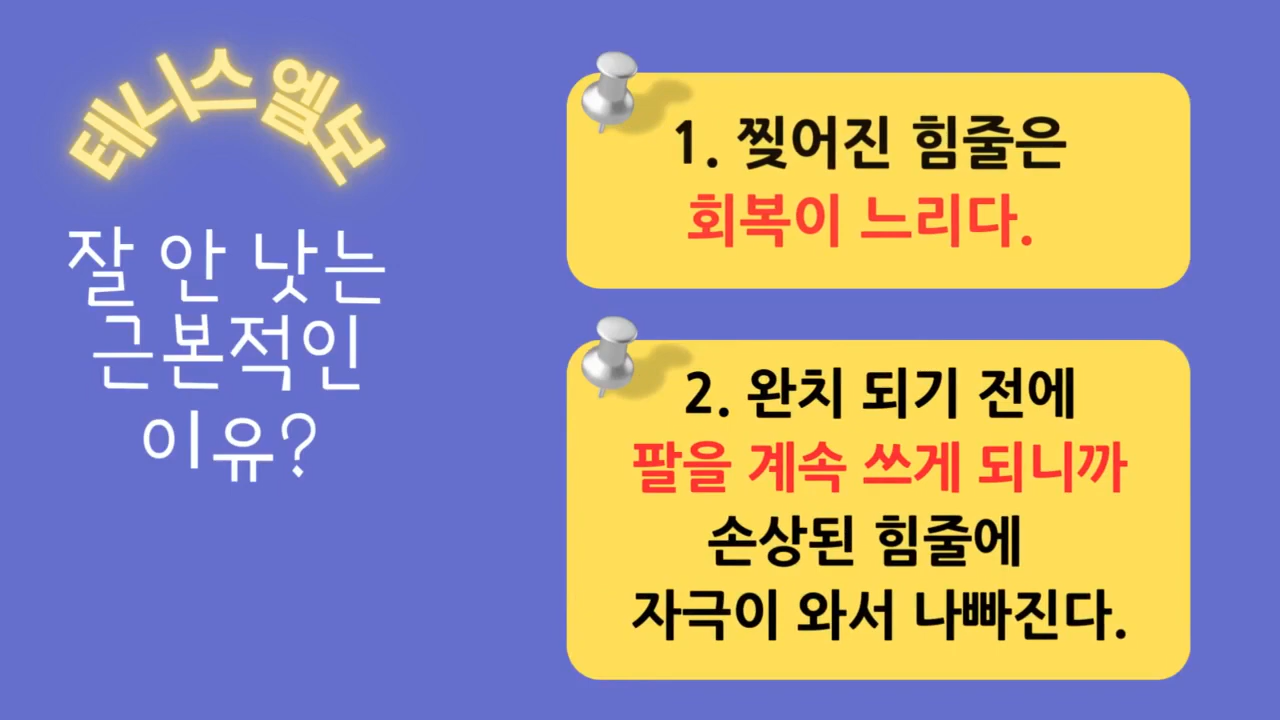 테니스 엘보
잘 안 낫는
근본적인
이유?
1. 찢어진 힘줄은
회복이 느리다.
2. 완치 되기 전에
팔을 계속 쓰게 되니까
손상된 힘줄에
자극이 와서 나빠진다.